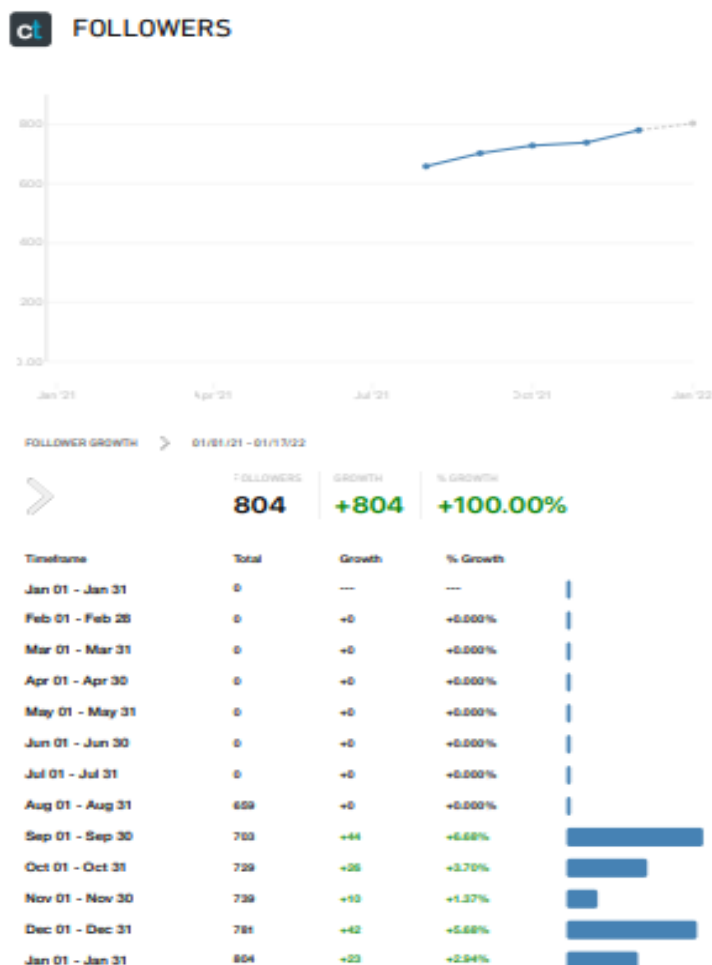 ct FOLLOWERS
800
600
400
200
0.00
Jan '21 Apr '21 Jul '21 Oct '21 Jan '22
FOLLOWER GROWTH 01/01/21 - 01/17/22
FOLLOWERS GROWTH % GROWTH
804 +804 +100.00%
Timeframe Total Growth % Growth
Jan 01 - Jan 31 0 --- ---
Feb 01 - Feb 28 0 +0 +0.000%
Mar 01 - Mar 31 0 +0 +0.000%
Apr 01 - Apr 30 0 +0 +0.000%
May 01 - May 31 0 +0 +0.000%
Jun 01 - Jun 30 0 +0 +0.000%
Jul 01 - Jul 31 0 +0 +0.000%
Aug 01 - Aug 31 659 +0 +0.000%
Sep 01 - Sep 30 703 +44 +6.68%
Oct 01 - Oct 31 729 +26 +3.70%
Nov 01 - Nov 30 739 +10 +1.37%
Dec 01 - Dec 31 781 +42 +5.68%
Jan 01 - Jan 31 804 +23 +2.94%